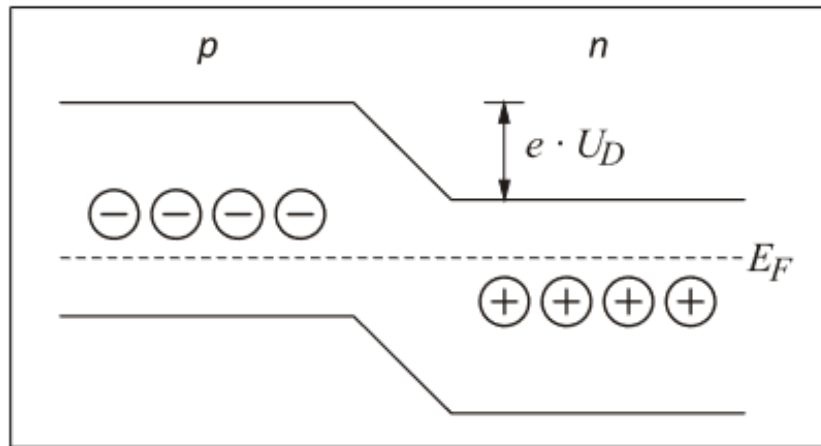 p n
e · U_D
− − − −
E_F
+ + + +